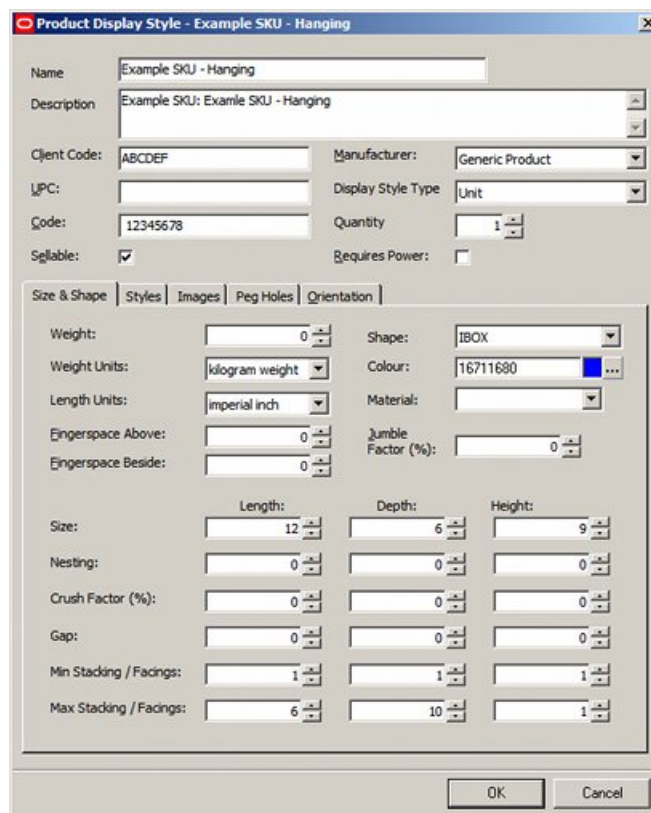 Product Display Style - Example SKU - Hanging
Name Example SKU - Hanging
Description Example SKU: Examle SKU - Hanging
Client Code: ABCDEF Manufacturer: Generic Product
UPC: Display Style Type Unit
Code: 12345678 Quantity 1
Sellable: Requires Power:
Size & Shape Styles Images Peg Holes Orientation
Weight: 0 Shape: IBOX
Weight Units: kilogram weight Colour: 16711680 ...
Length Units: imperial inch Material:
Fingerspace Above: 0 Jumble Factor (%): 0
Fingerspace Beside: 0
Length: Depth: Height:
Size: 12 6 9
Nesting: 0 0 0
Crush Factor (%): 0 0 0
Gap: 0 0 0
Min Stacking / Facings: 1 1 1
Max Stacking / Facings: 6 10 1
OK Cancel